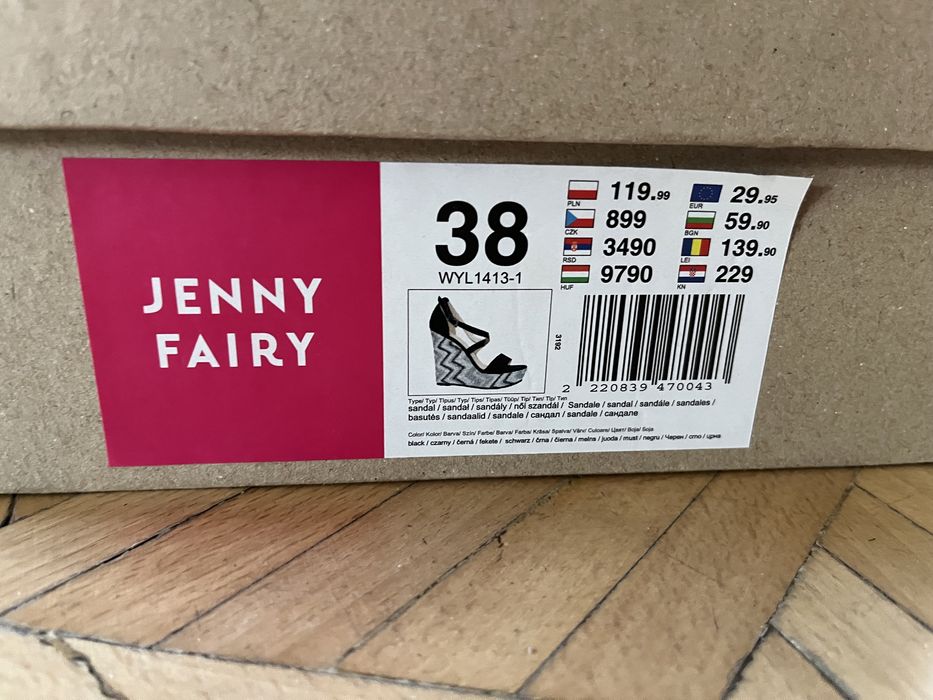 JENNY
FAIRY
38
WYL1413-1
PLN 119.99
EUR 29.95
CZK 899
BGN 59.90
RSD 3490
LEI 139.90
HUF 9790
KN 229
3192
2 220839 470043
Type/ Typ/ Tipus/ Typ/ Tips/ Tipas/ Tüüp/ Tip/ Тип/ Tip/ Тип
sandal / sandał / sandály / női szandál / Sandale / sandal / sandále / sandales /
basutės / sandaalid / sandale / сандал / sandale / сандале
Color/ Kolor/ Barva/ Szín/ Farbe/ Barva/ Farba/ Krāsa/ Spalva/ Värv/ Culoare/ Цвят/ Boja/ Боја
black / czarny / černá / fekete / schwarz / črna / čierna / melns / juoda / must / negru / Черен / crno / црна